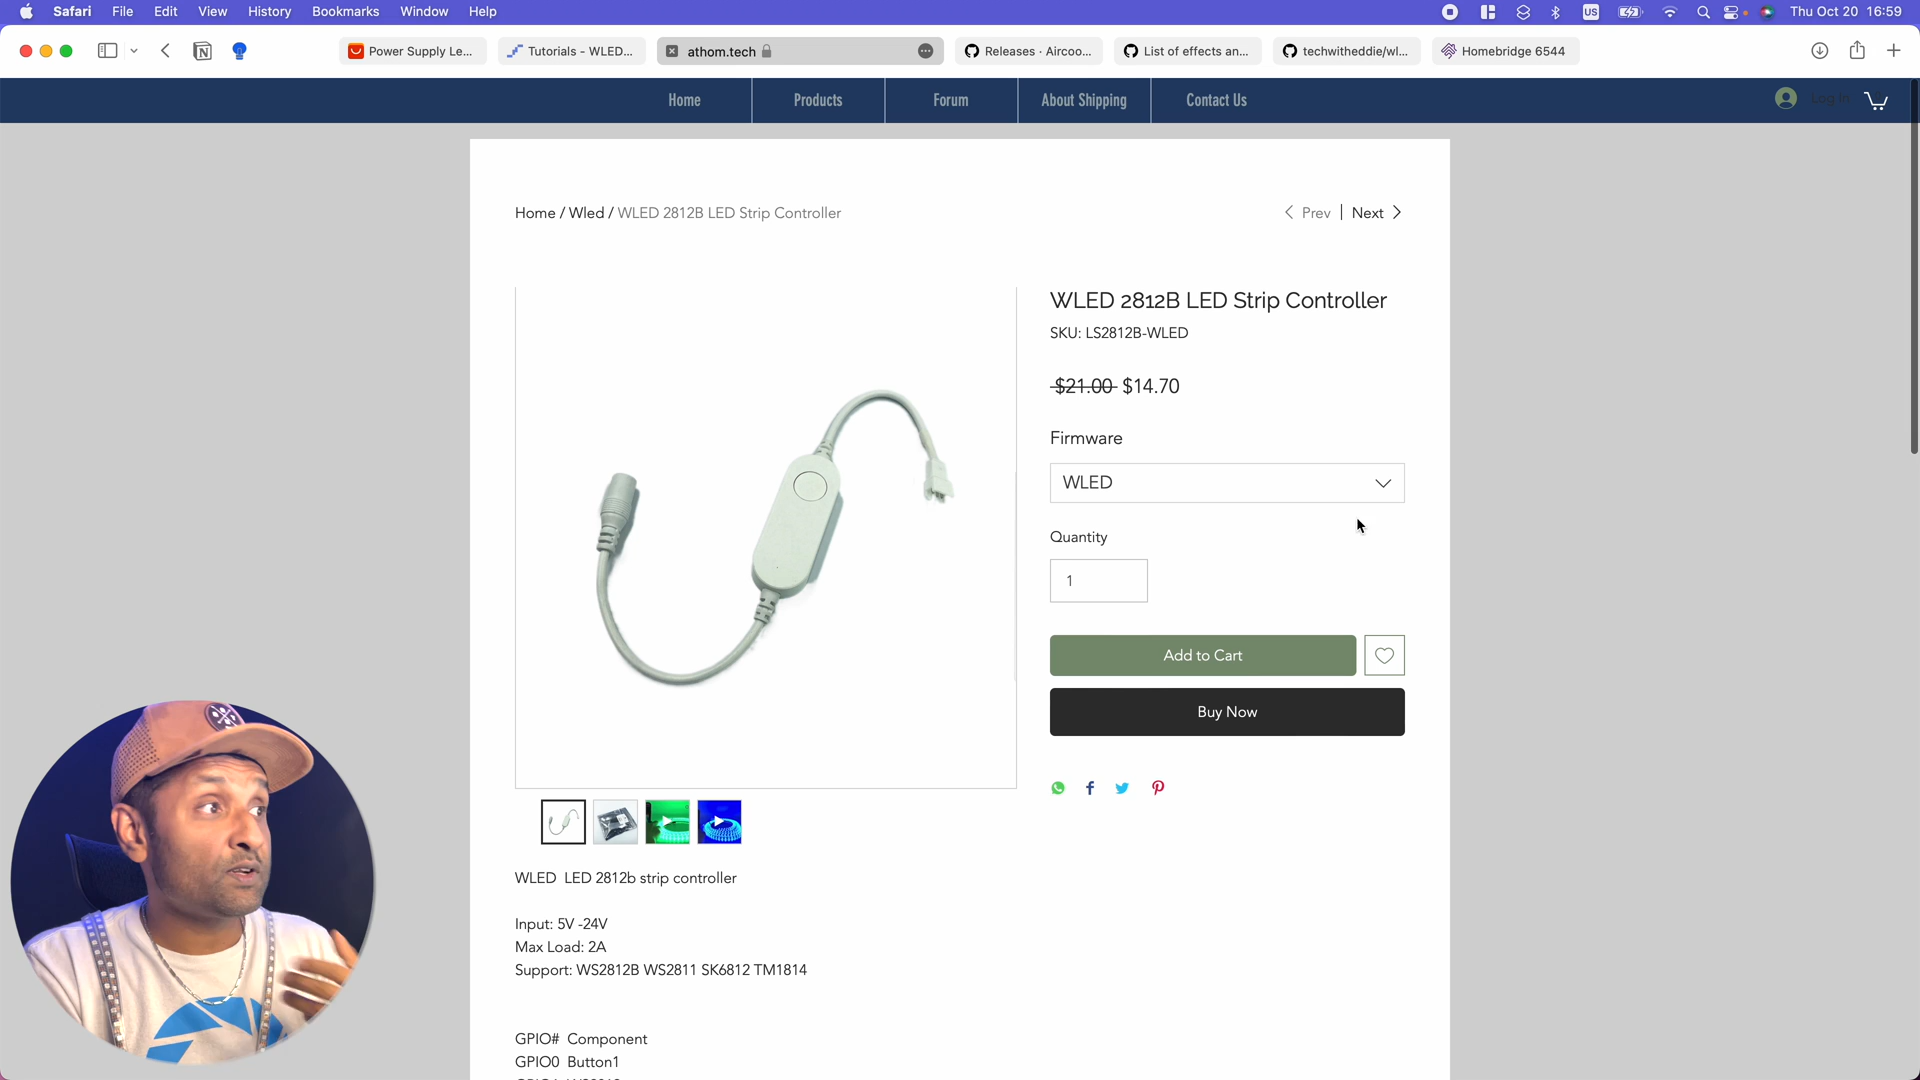 Safari File Edit View History Bookmarks Window Help
US
Thu Oct 20 16:59
Power Supply Le...
Tutorials - WLED...
athom.tech
Releases · Aircoo...
List of effects an...
techwitheddie/wl...
Homebridge 6544
Home
Products
Forum
About Shipping
Contact Us
Log In
Home / Wled / WLED 2812B LED Strip Controller
Prev | Next
WLED 2812B LED Strip Controller
SKU: LS2812B-WLED
$21.00 $14.70
Firmware
WLED
Quantity
1
Add to Cart
Buy Now
WLED LED 2812b strip controller
Input: 5V -24V
Max Load: 2A
Support: WS2812B WS2811 SK6812 TM1814
GPIO# Component
GPIO0 Button1